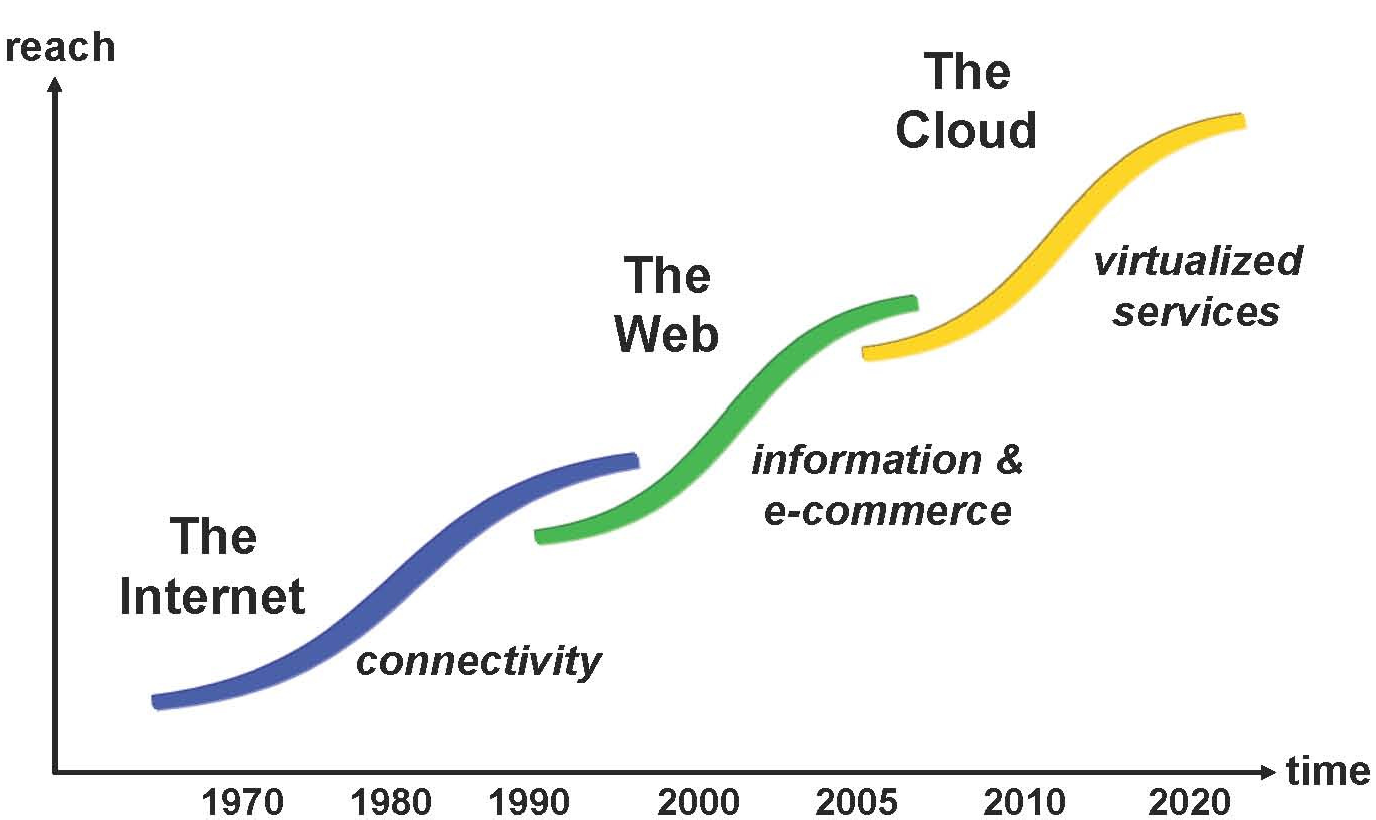 reach
The
Cloud
virtualized
services
The
Web
information &
e-commerce
The
Internet
connectivity
time
1970 1980 1990 2000 2005 2010 2020